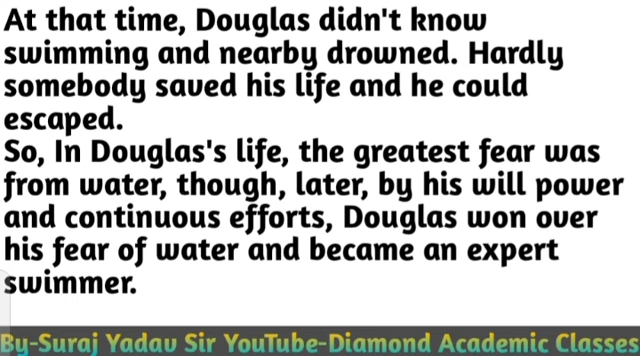 At that time, Douglas didn't know
swimming and nearby drowned. Hardly
somebody saved his life and he could
escaped.
So, In Douglas's life, the greatest fear was
from water, though, later, by his will power
and continuous efforts, Douglas won over
his fear of water and became an expert
swimmer.
By-Suraj Yadav Sir YouTube-Diamond Academic Classes